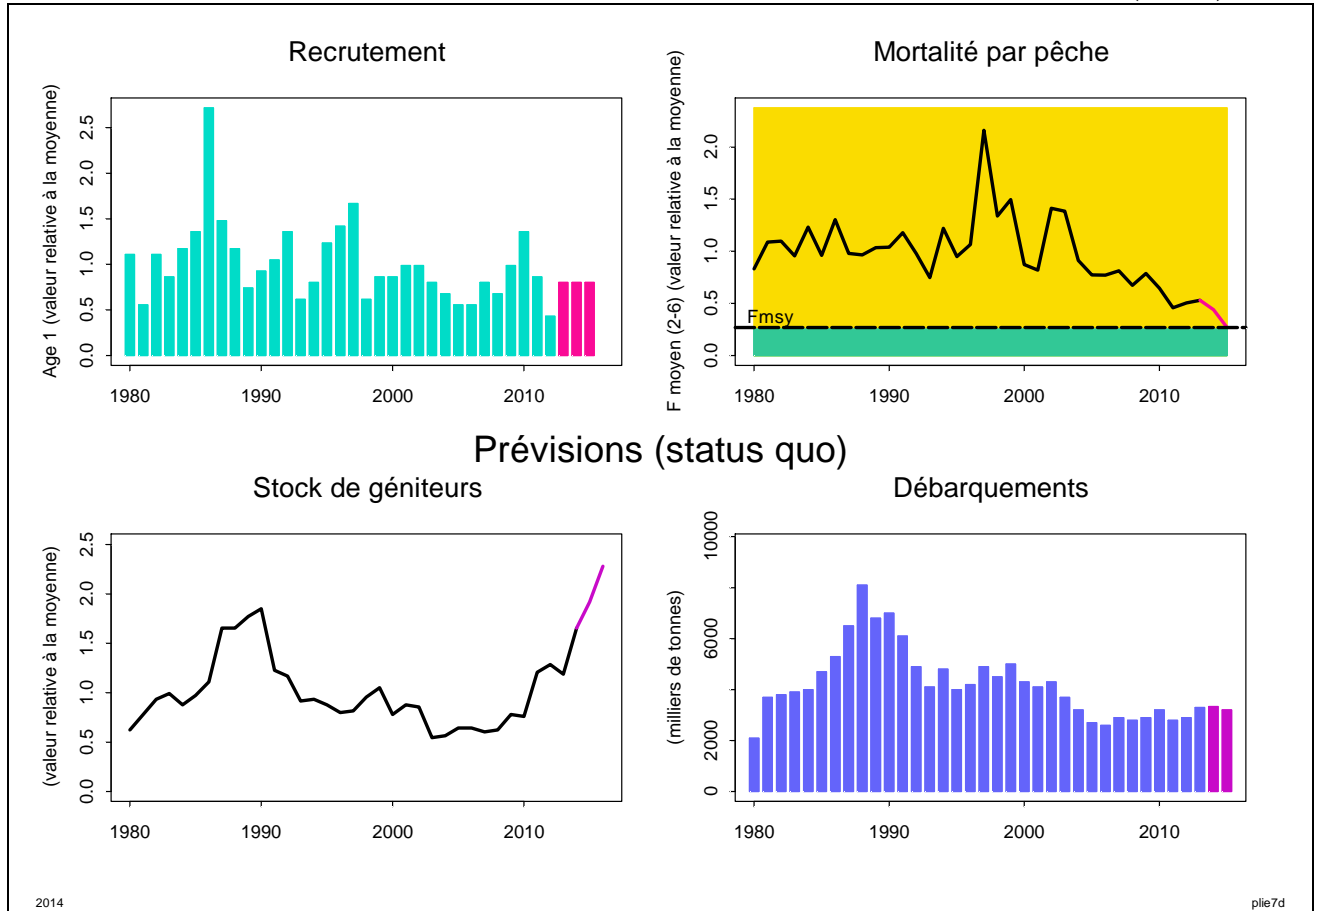 Recrutement
Age 1 (valeur relative à la moyenne)
0.0 0.5 1.0 1.5 2.0 2.5
1980 1990 2000 2010
Mortalité par pêche
F moyen (2-6) (valeur relative à la moyenne)
0.0 0.5 1.0 1.5 2.0
Fmsy
1980 1990 2000 2010
Prévisions (status quo)
Stock de géniteurs
(valeur relative à la moyenne)
0.0 0.5 1.0 1.5 2.0 2.5
1980 1990 2000 2010
Débarquements
(milliers de tonnes)
0 2000 6000 10000
1980 1990 2000 2010
2014
plie7d